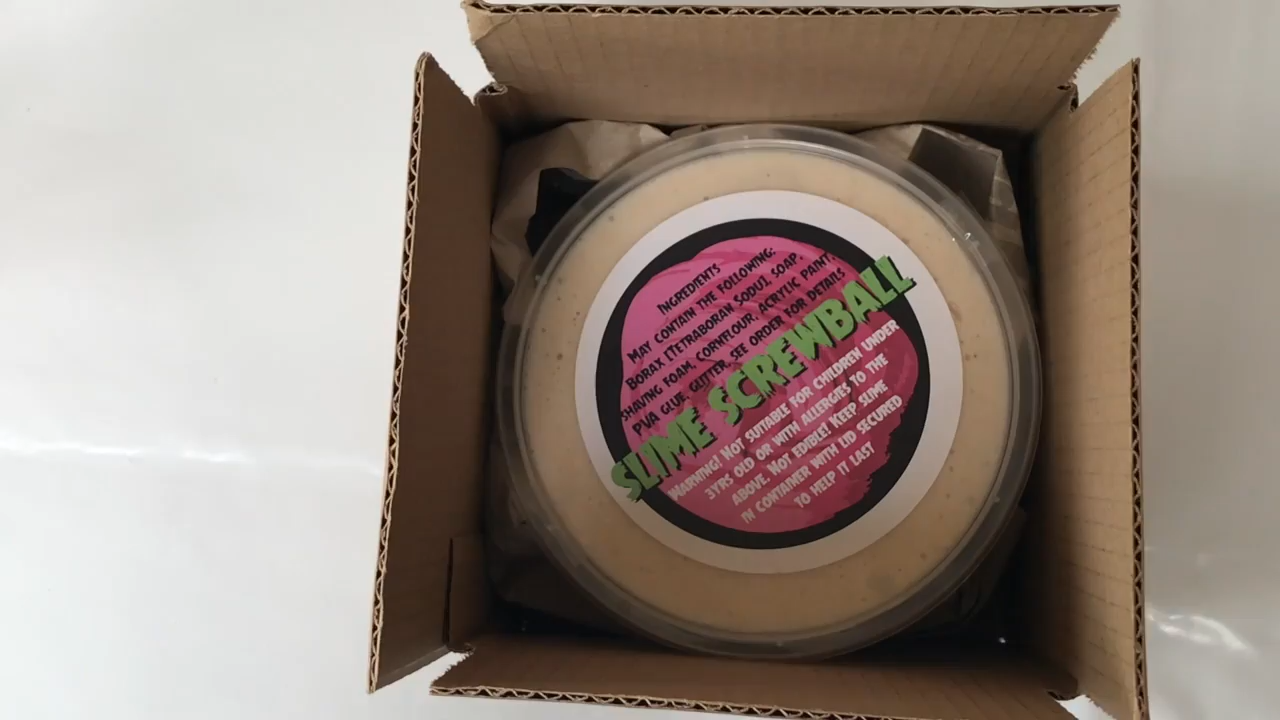 INGREDIENTS
MAY CONTAIN THE FOLLOWING:
BORAX [TETRABORAN SODU], SOAP,
SHAVING FOAM, CORNFLOUR, ACRYLIC PAINT,
PVA GLUE, GLITTER, SEE ORDER FOR DETAILS
SLIME SCREWBALL
WARNING! NOT SUITABLE FOR CHILDREN UNDER
3YRS OLD OR WITH ALLERGIES TO THE
ABOVE. NOT EDIBLE! KEEP SLIME
IN CONTAINER WITH LID SECURED
TO HELP IT LAST